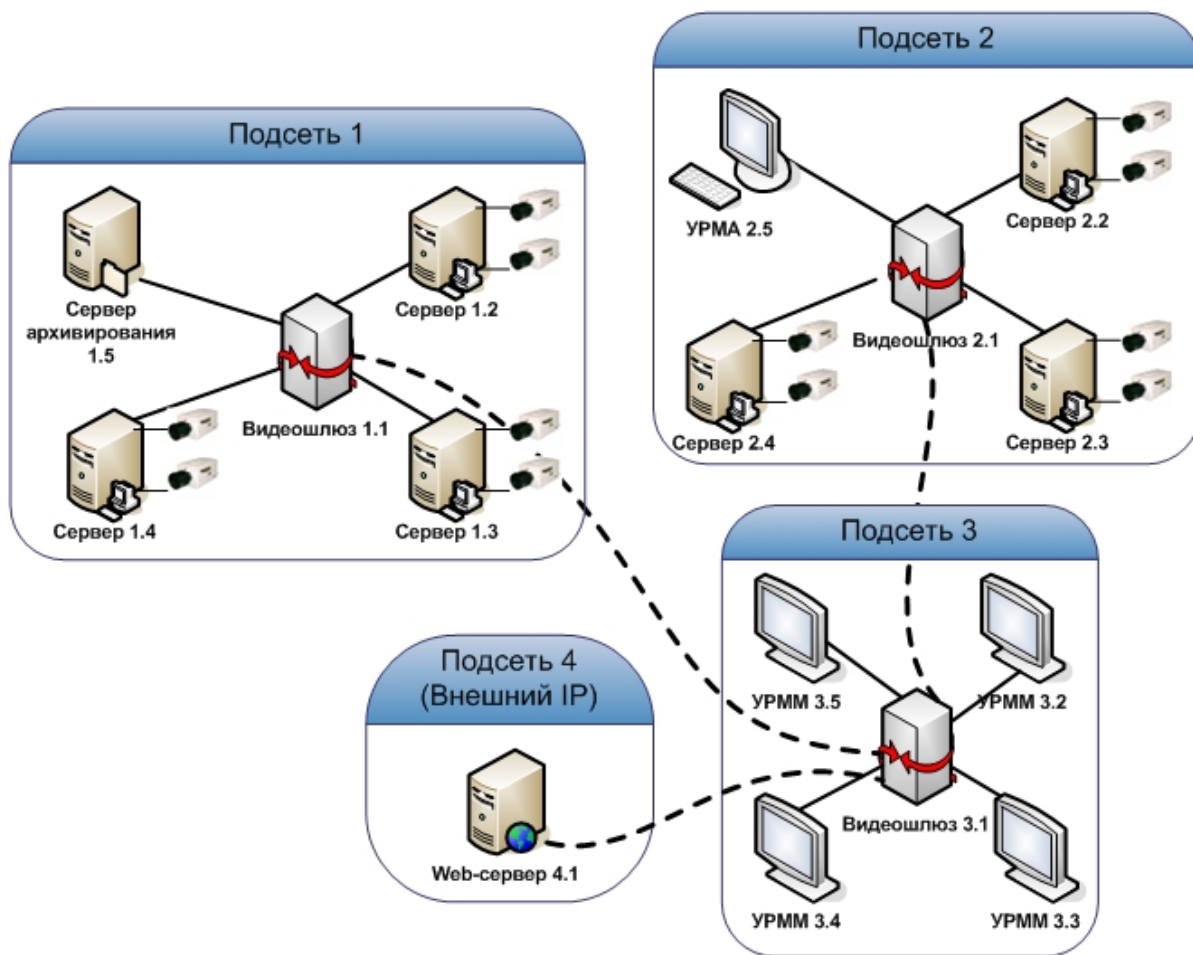 Подсеть 1
Сервер
архивирования
1.5
Сервер 1.2
Видеошлюз 1.1
Сервер 1.4
Сервер 1.3
Подсеть 2
УРМА 2.5
Сервер 2.2
Видеошлюз 2.1
Сервер 2.4
Сервер 2.3
Подсеть 3
УРММ 3.5
УРММ 3.2
Видеошлюз 3.1
УРММ 3.4
УРММ 3.3
Подсеть 4
(Внешний IP)
Web-сервер 4.1